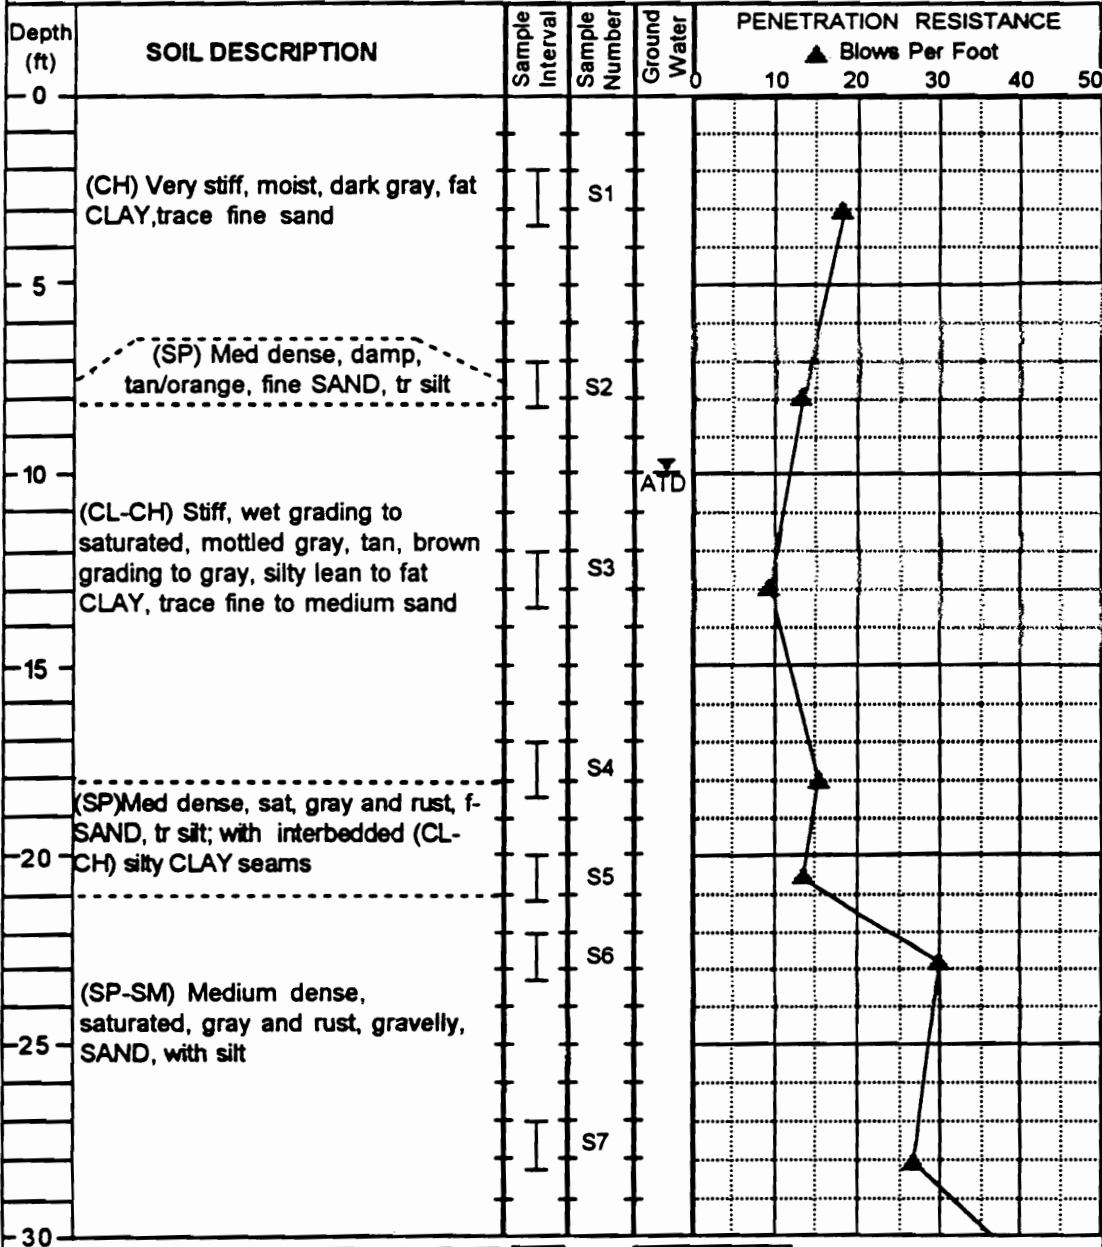 Depth
(ft)
SOIL DESCRIPTION
Sample
Interval
Sample
Number
Ground
Water
PENETRATION RESISTANCE
▲ Blows Per Foot
0 10 20 30 40 50
0
(CH) Very stiff, moist, dark gray, fat
CLAY,trace fine sand
S1
5
(SP) Med dense, damp,
tan/orange, fine SAND, tr silt
S2
10
ATD
(CL-CH) Stiff, wet grading to
saturated, mottled gray, tan, brown
grading to gray, silty lean to fat
CLAY, trace fine to medium sand
S3
15
S4
(SP)Med dense, sat, gray and rust, f-
SAND, tr silt; with interbedded (CL-
CH) silty CLAY seams
20
S5
S6
(SP-SM) Medium dense,
saturated, gray and rust, gravelly,
SAND, with silt
25
S7
30